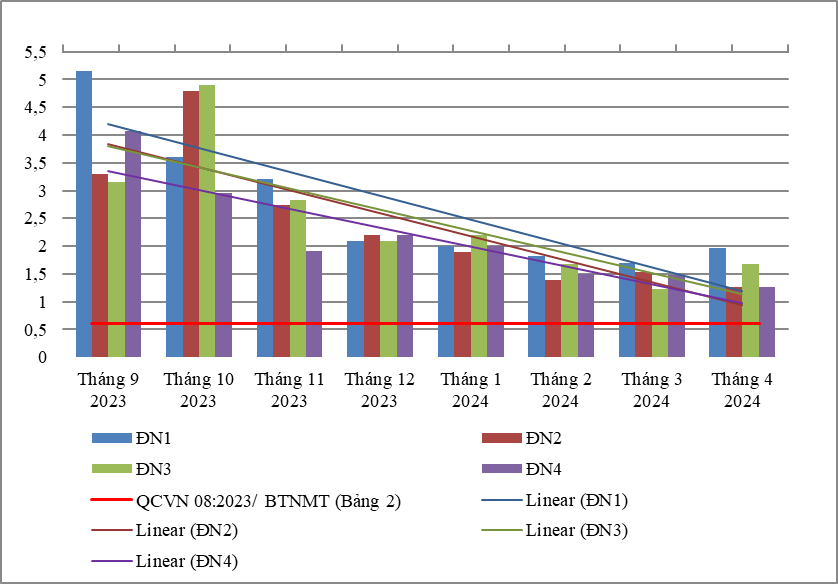 5,5
5
4,5
4
3,5
3
2,5
2
1,5
1
0,5
0
Tháng 9 2023
Tháng 10 2023
Tháng 11 2023
Tháng 12 2023
Tháng 1 2024
Tháng 2 2024
Tháng 3 2024
Tháng 4 2024
ĐN1
ĐN2
ĐN3
ĐN4
QCVN 08:2023/ BTNMT (Bảng 2)
Linear (ĐN1)
Linear (ĐN2)
Linear (ĐN3)
Linear (ĐN4)